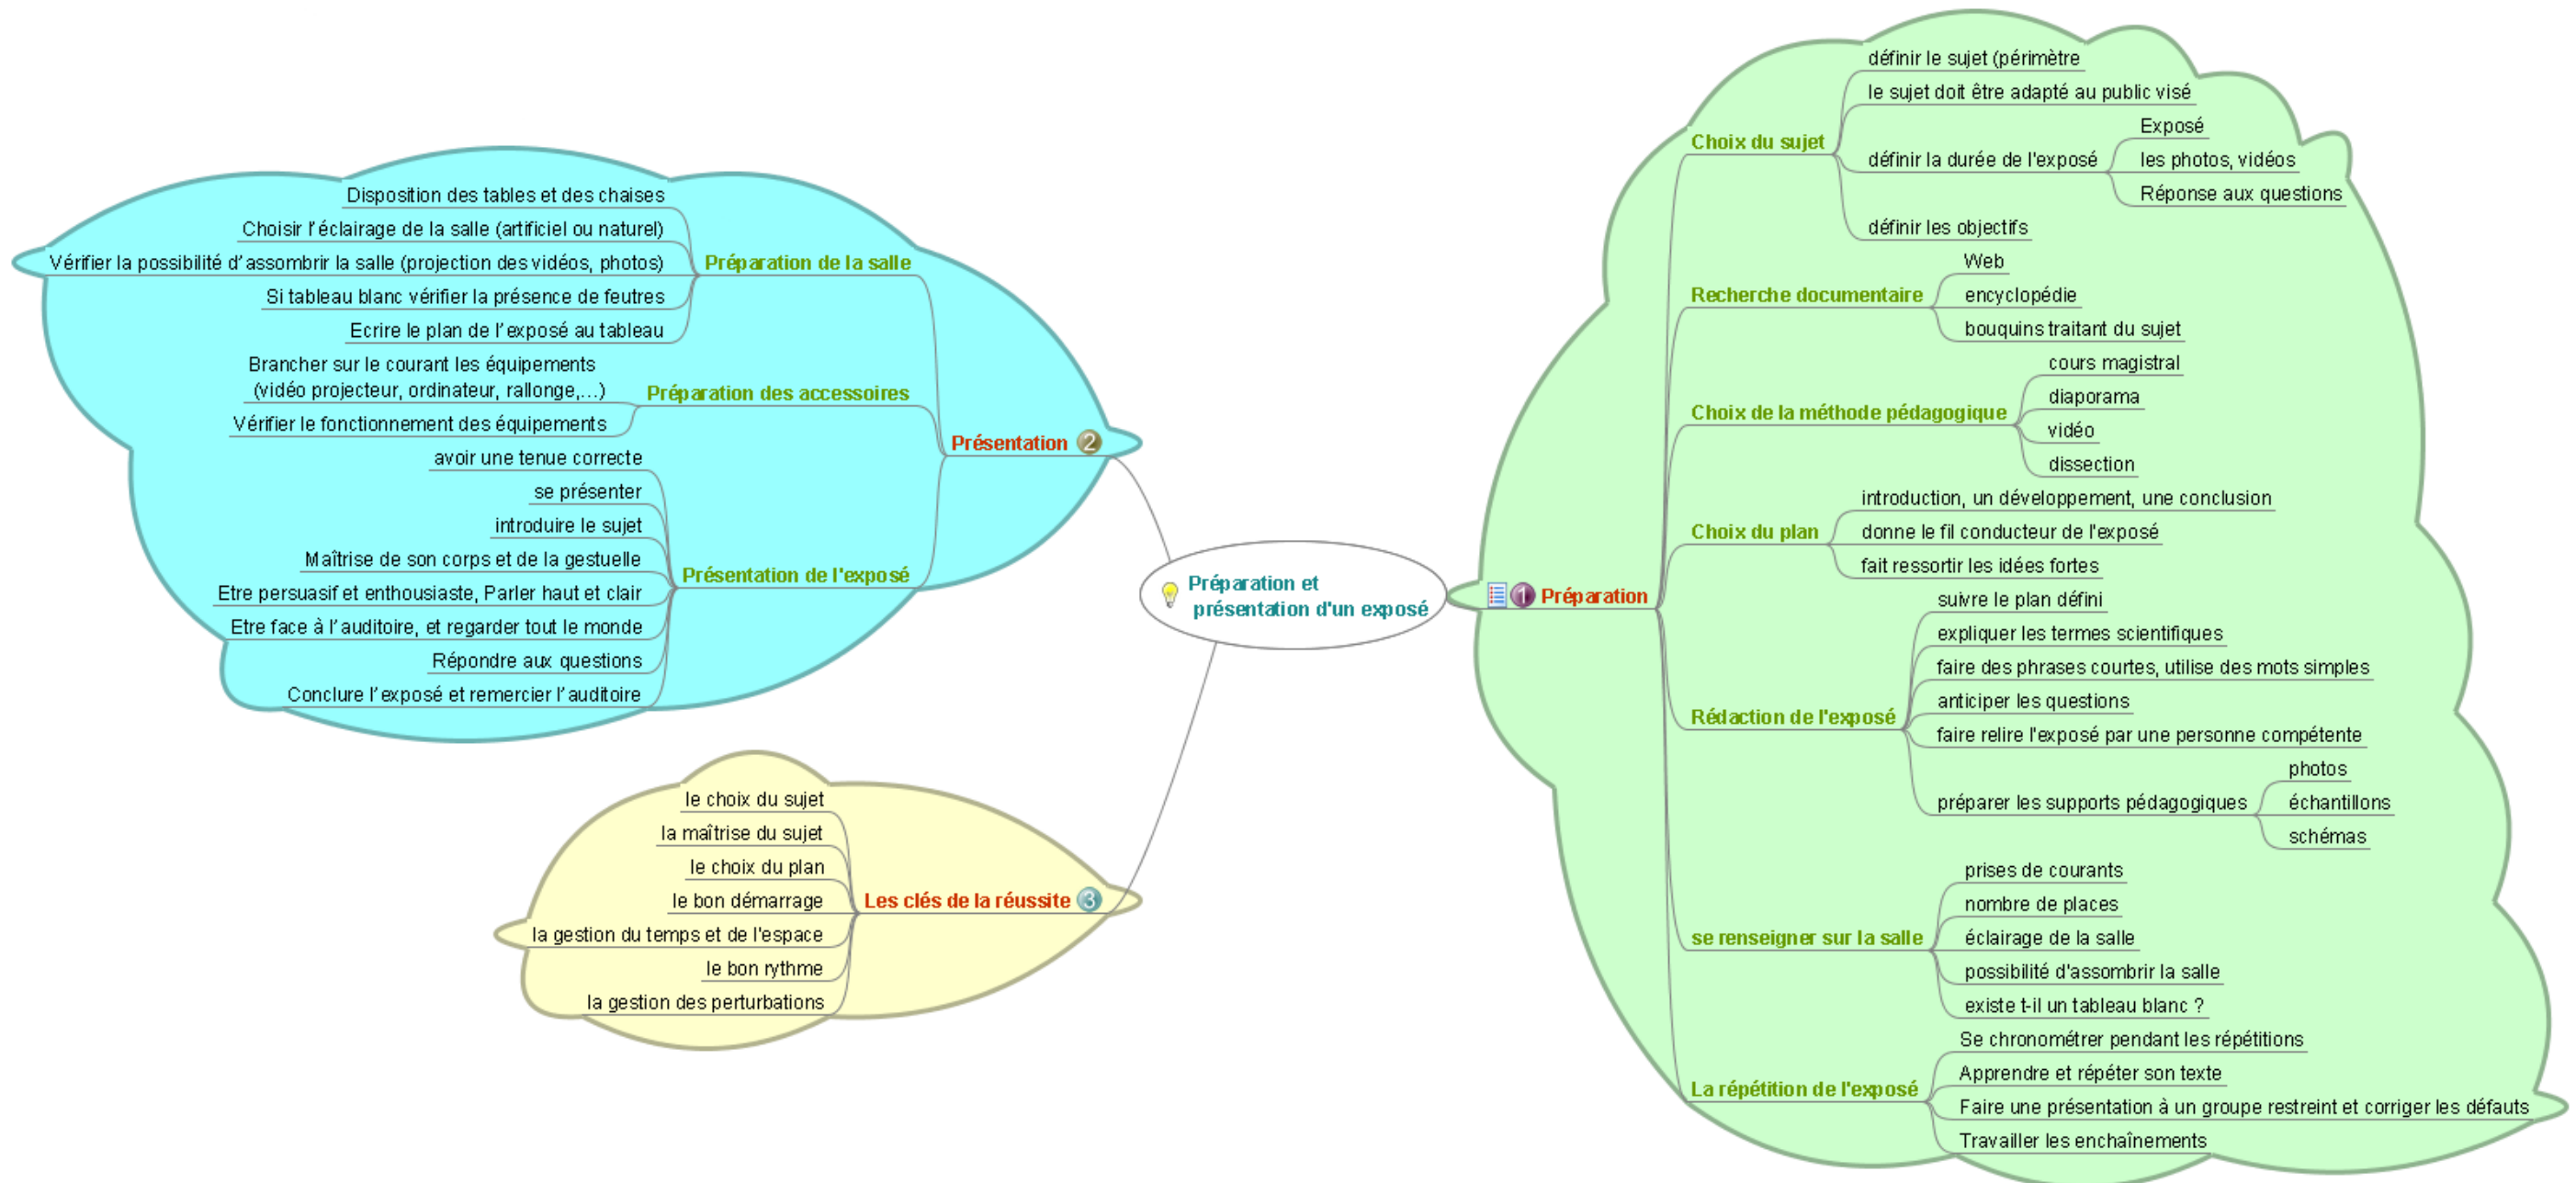 Préparation et
présentation d'un exposé
1 Préparation
Choix du sujet
définir le sujet (périmètre
le sujet doit être adapté au public visé
définir la durée de l'exposé
Exposé
les photos, vidéos
Réponse aux questions
définir les objectifs
Recherche documentaire
Web
encyclopédie
bouquins traitant du sujet
Choix de la méthode pédagogique
cours magistral
diaporama
vidéo
dissection
Choix du plan
introduction, un développement, une conclusion
donne le fil conducteur de l'exposé
fait ressortir les idées fortes
Rédaction de l'exposé
suivre le plan défini
expliquer les termes scientifiques
faire des phrases courtes, utilise des mots simples
anticiper les questions
faire relire l'exposé par une personne compétente
préparer les supports pédagogiques
photos
échantillons
schémas
se renseigner sur la salle
prises de courants
nombre de places
éclairage de la salle
possibilité d'assombrir la salle
existe t-il un tableau blanc ?
La répétition de l'exposé
Se chronométrer pendant les répétitions
Apprendre et répéter son texte
Faire une présentation à un groupe restreint et corriger les défauts
Travailler les enchaînements
Présentation 2
Préparation de la salle
Disposition des tables et des chaises
Choisir l'éclairage de la salle (artificiel ou naturel)
Vérifier la possibilité d'assombrir la salle (projection des vidéos, photos)
Si tableau blanc vérifier la présence de feutres
Ecrire le plan de l'exposé au tableau
Préparation des accessoires
Brancher sur le courant les équipements
(vidéo projecteur, ordinateur, rallonge,...)
Vérifier le fonctionnement des équipements
Présentation de l'exposé
avoir une tenue correcte
se présenter
introduire le sujet
Maîtrise de son corps et de la gestuelle
Etre persuasif et enthousiaste, Parler haut et clair
Etre face à l'auditoire, et regarder tout le monde
Répondre aux questions
Conclure l'exposé et remercier l'auditoire
Les clés de la réussite 3
le choix du sujet
la maîtrise du sujet
le choix du plan
le bon démarrage
la gestion du temps et de l'espace
le bon rythme
la gestion des perturbations